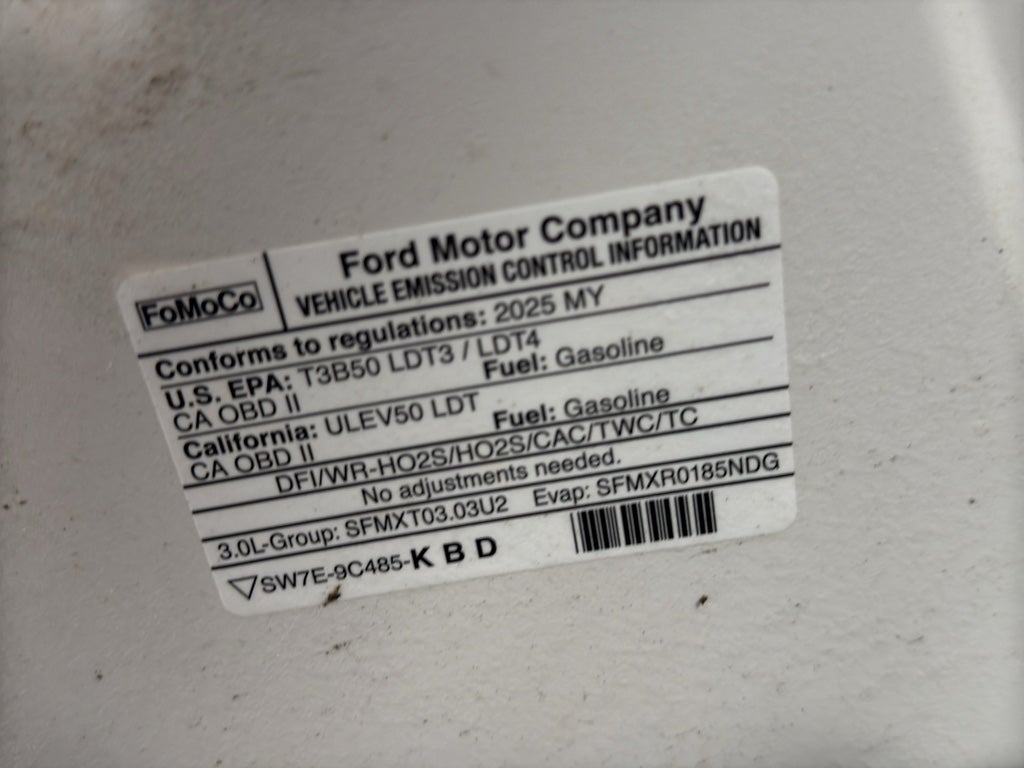 FoMoCo
Ford Motor Company
VEHICLE EMISSION CONTROL INFORMATION
Conforms to regulations: 2025 MY
U.S. EPA: T3B50 LDT3 / LDT4
CA OBD II Fuel: Gasoline
California: ULEV50 LDT
CA OBD II Fuel: Gasoline
DFI/WR-HO2S/HO2S/CAC/TWC/TC
No adjustments needed.
3.0L-Group: SFMXT03.03U2 Evap: SFMXR0185NDG
SW7E-9C485-K B D